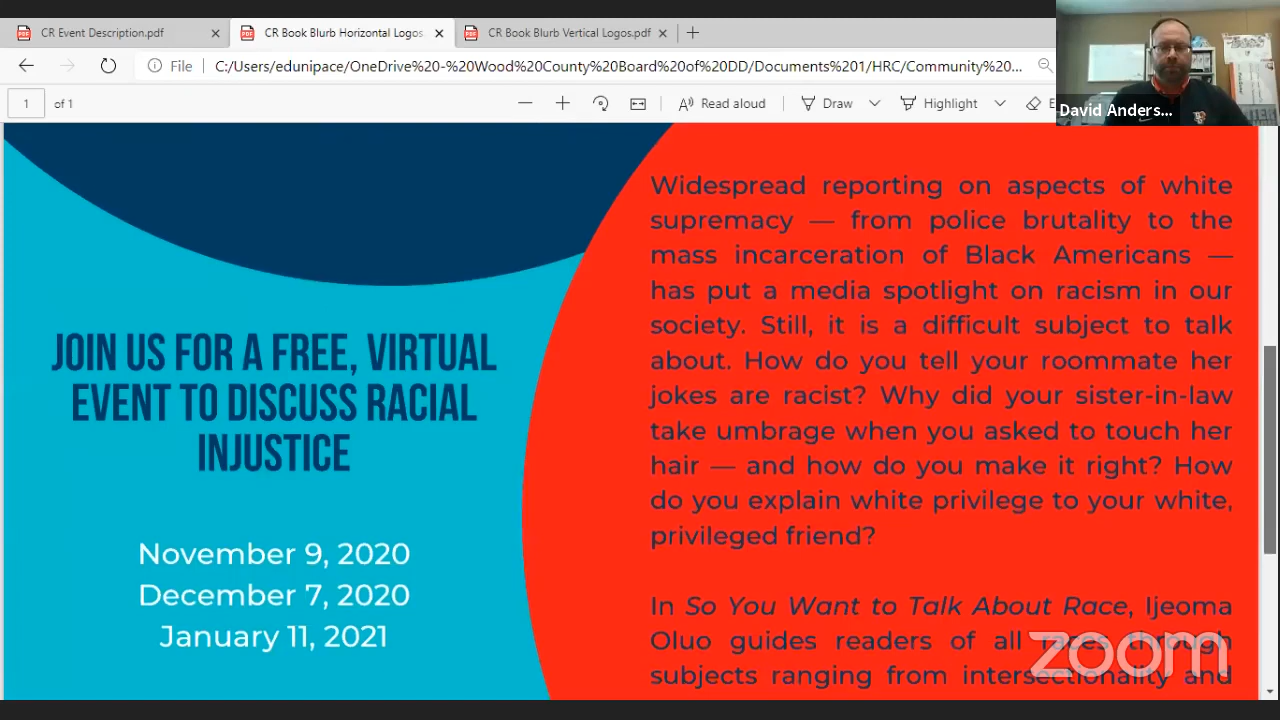 CR Event Description.pdf
CR Book Blurb Horizontal Logos
CR Book Blurb Vertical Logos.pdf
File
C:/Users/edunipace/OneDrive%20-%20Wood%20County%20Board%20of%20DD/Documents%201/HRC/Community%20...
1
of 1
Read aloud
Draw
Highlight
David Anders...
JOIN US FOR A FREE, VIRTUAL
EVENT TO DISCUSS RACIAL
INJUSTICE
November 9, 2020
December 7, 2020
January 11, 2021
Widespread reporting on aspects of white
supremacy — from police brutality to the
mass incarceration of Black Americans —
has put a media spotlight on racism in our
society. Still, it is a difficult subject to talk
about. How do you tell your roommate her
jokes are racist? Why did your sister-in-law
take umbrage when you asked to touch her
hair — and how do you make it right? How
do you explain white privilege to your white,
privileged friend?
In So You Want to Talk About Race, Ijeoma
Oluo guides readers of all races through
subjects ranging from intersectionality and
zoom